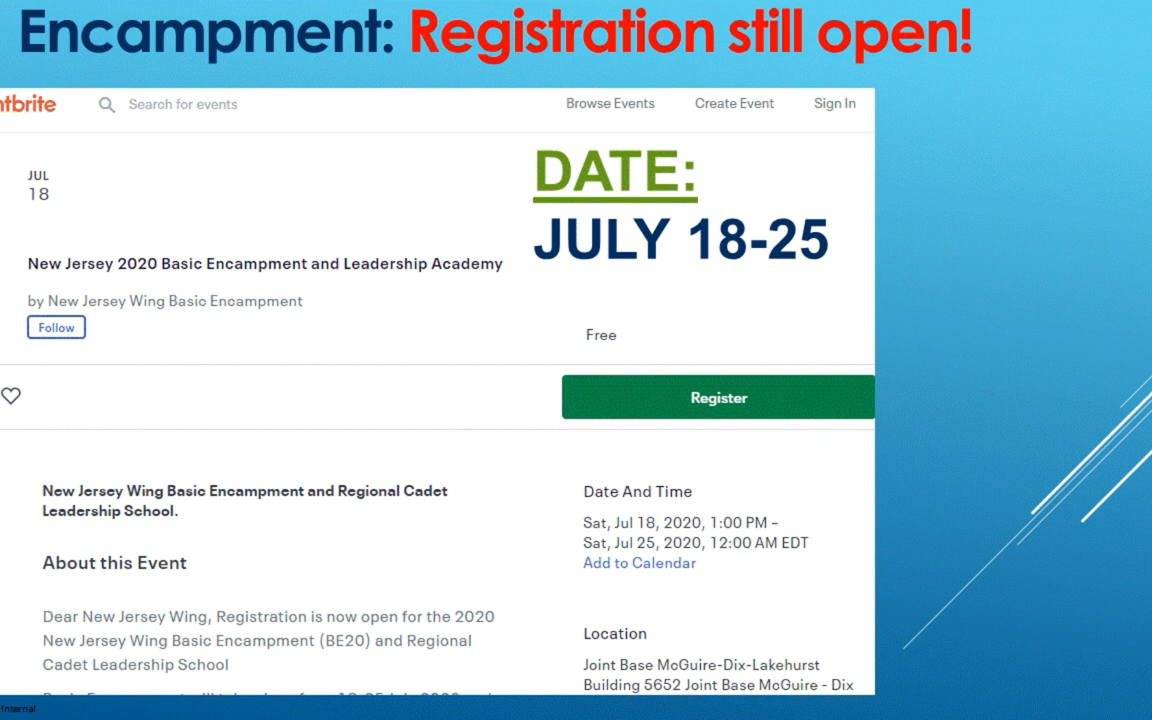 Encampment: Registration still open!
ntbrite
Search for events
Browse Events
Create Event
Sign In
JUL
18
DATE:
JULY 18-25
New Jersey 2020 Basic Encampment and Leadership Academy
by New Jersey Wing Basic Encampment
Follow
Free
Register
New Jersey Wing Basic Encampment and Regional Cadet
Leadership School.
About this Event
Dear New Jersey Wing, Registration is now open for the 2020
New Jersey Wing Basic Encampment (BE20) and Regional
Cadet Leadership School
Date And Time
Sat, Jul 18, 2020, 1:00 PM –
Sat, Jul 25, 2020, 12:00 AM EDT
Add to Calendar
Location
Joint Base McGuire-Dix-Lakehurst
Building 5652 Joint Base McGuire - Dix
Internal